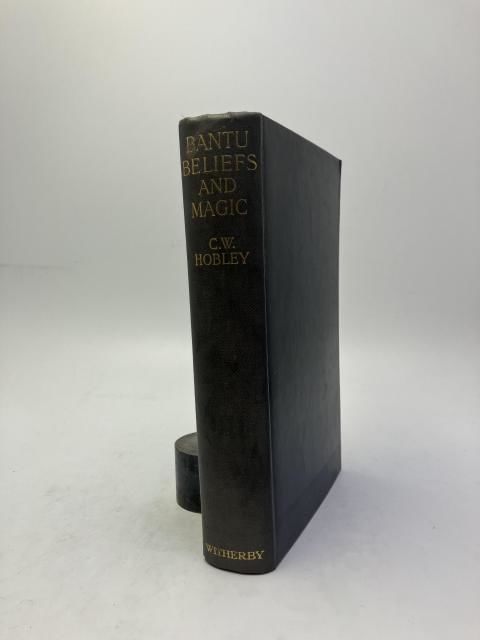 BANTU
BELIEFS
AND
MAGIC
C.W.
HOBLEY
WITHERBY